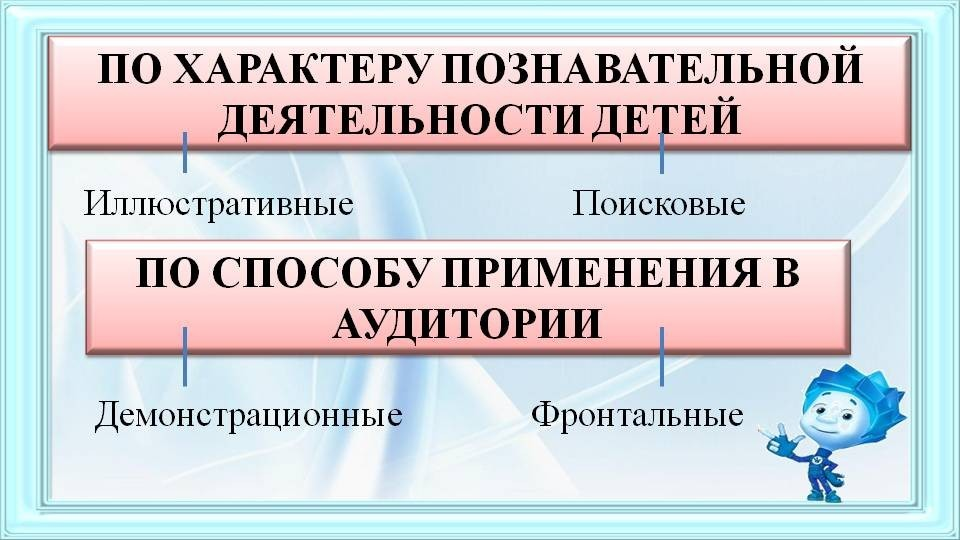 ПО ХАРАКТЕРУ ПОЗНАВАТЕЛЬНОЙ
ДЕЯТЕЛЬНОСТИ ДЕТЕЙ
Иллюстративные Поисковые
ПО СПОСОБУ ПРИМЕНЕНИЯ В
АУДИТОРИИ
Демонстрационные Фронтальные